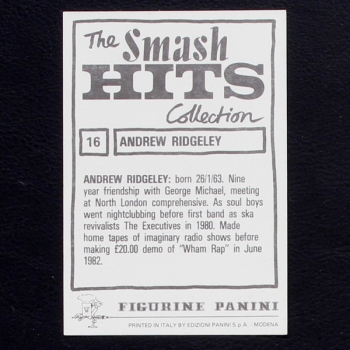 The Smash
HITS
Collection
16 ANDREW RIDGELEY
ANDREW RIDGELEY: born 26/1/63. Nine
year friendship with George Michael, meeting
at North London comprehensive. As soul boys
went nightclubbing before first band as ska
revivalists The Executives in 1980. Made
home tapes of imaginary radio shows before
making £20.00 demo of "Wham Rap" in June
1982.
FIGURINE PANINI
PRINTED IN ITALY BY EDIZIONI PANINI S.p.A. - MODENA